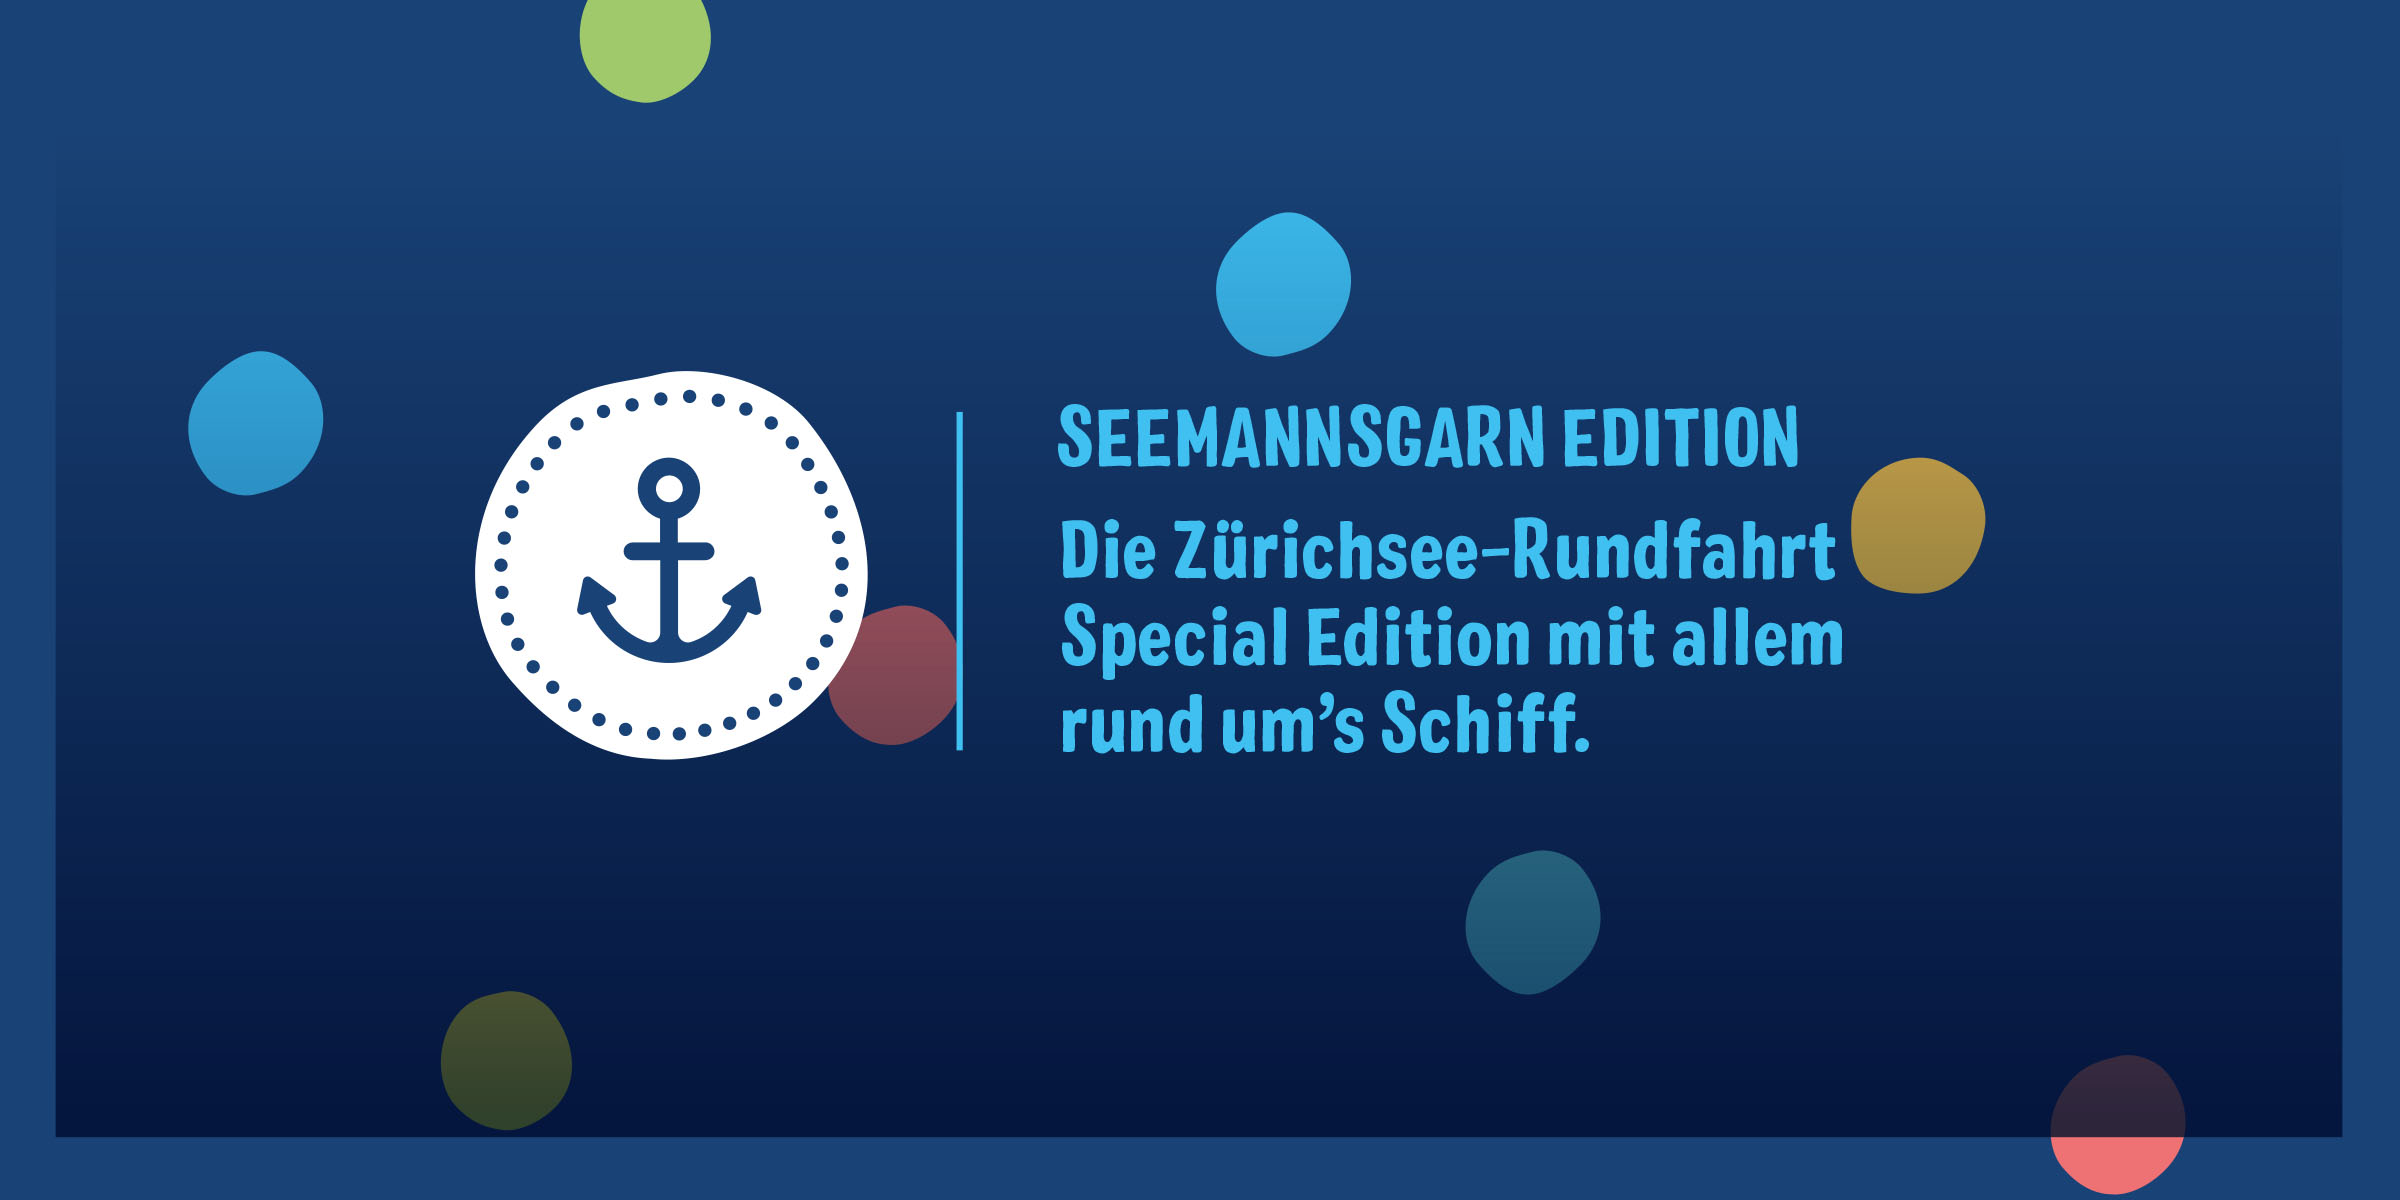 SEEMANNSGARN EDITION
Die Zürichsee-Rundfahrt
Special Edition mit allem
rund um’s Schiff.